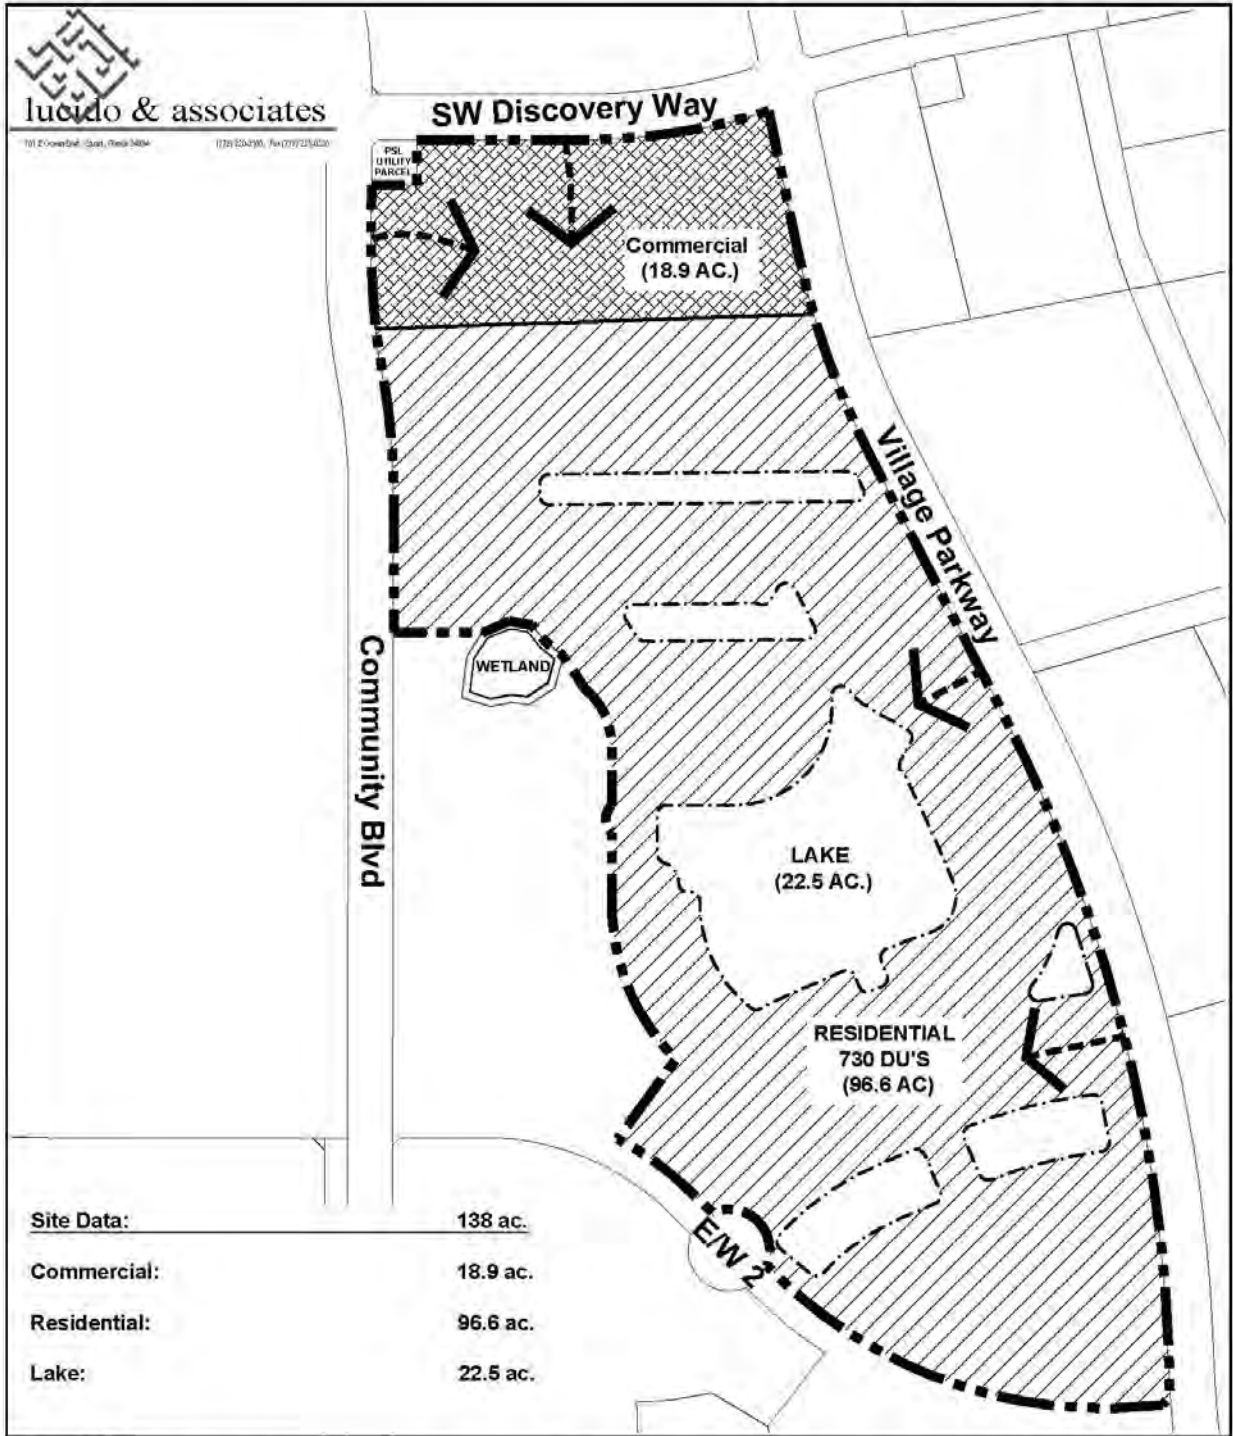 lucido & associates
SW Discovery Way
PSL
UTILITY
PARCEL
Commercial
(18.9 AC.)
Village Parkway
WETLAND
Community Blvd
LAKE
(22.5 AC.)
RESIDENTIAL
730 DU'S
(96.6 AC)
E/W 2
Site Data: 138 ac.
Commercial: 18.9 ac.
Residential: 96.6 ac.
Lake: 22.5 ac.